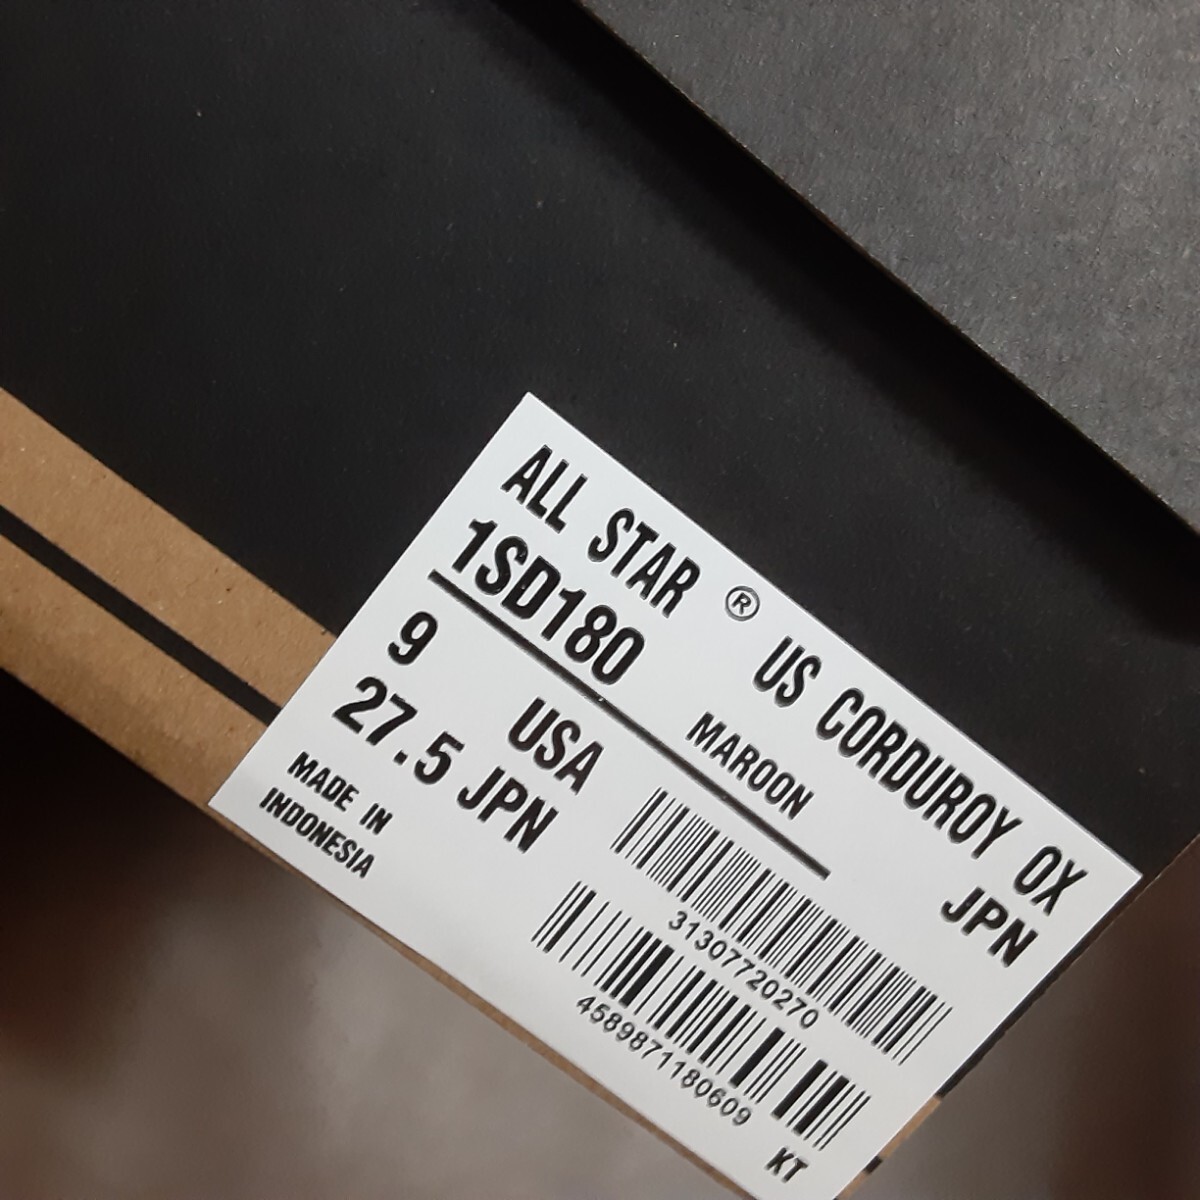 ALL STAR ® US CORDUROY OX
1SD180 MAROON JPN
9 USA
27.5 JPN
MADE IN
INDONESIA
31307720270
4589871180609
KT